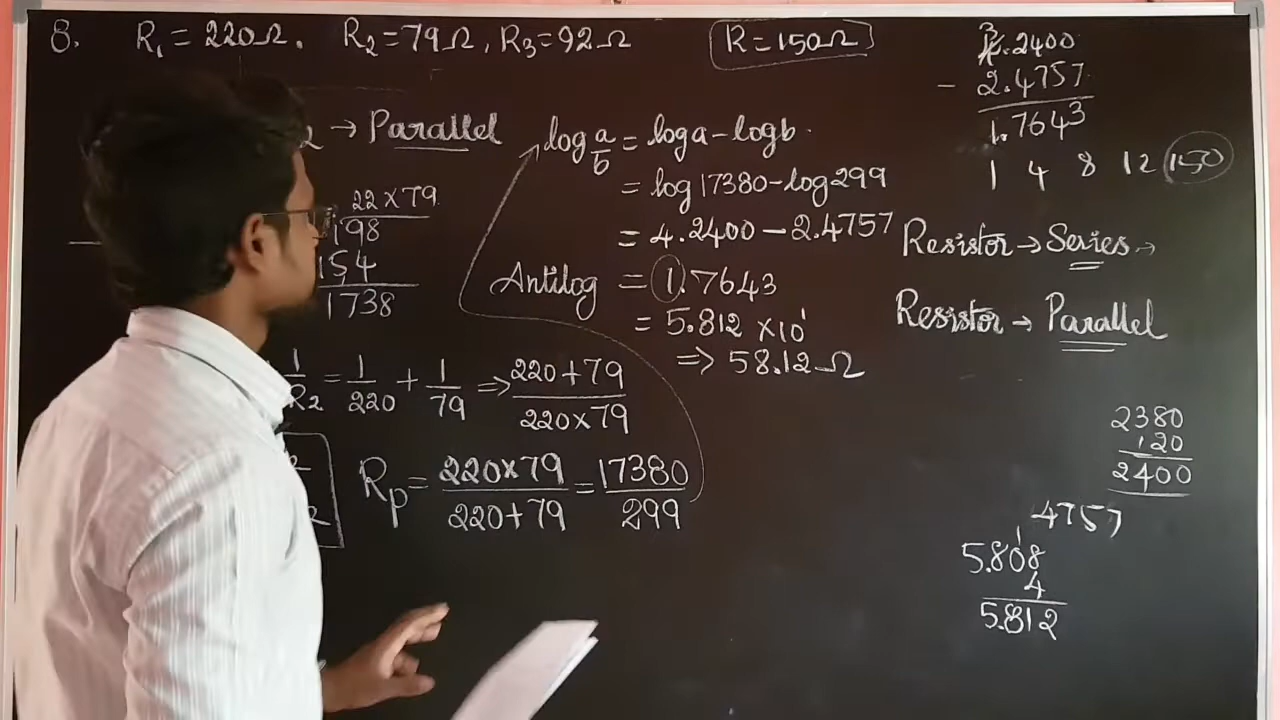 8. R₁ = 220Ω. R₂ = 79Ω, R₃ = 92Ω R = 150Ω
2 → Parallel
22 × 79
198
154
1738
1/R₂ = 1/220 + 1/79 ⇒ 220+79/220×79
Rp = 220×79/220+79 = 17380/299
log a/b = log a - log b.
= log 17380 - log 299
= 4.2400 - 2.4757
Antilog = 1.7643
= 5.812 × 10¹
⇒ 58.12 Ω
.2400
- 2.4757
1.7643
1 4 8 12 150
Resistor → Series →
Resistor → Parallel
2380
120
2400
4757
5.808
4
5.812